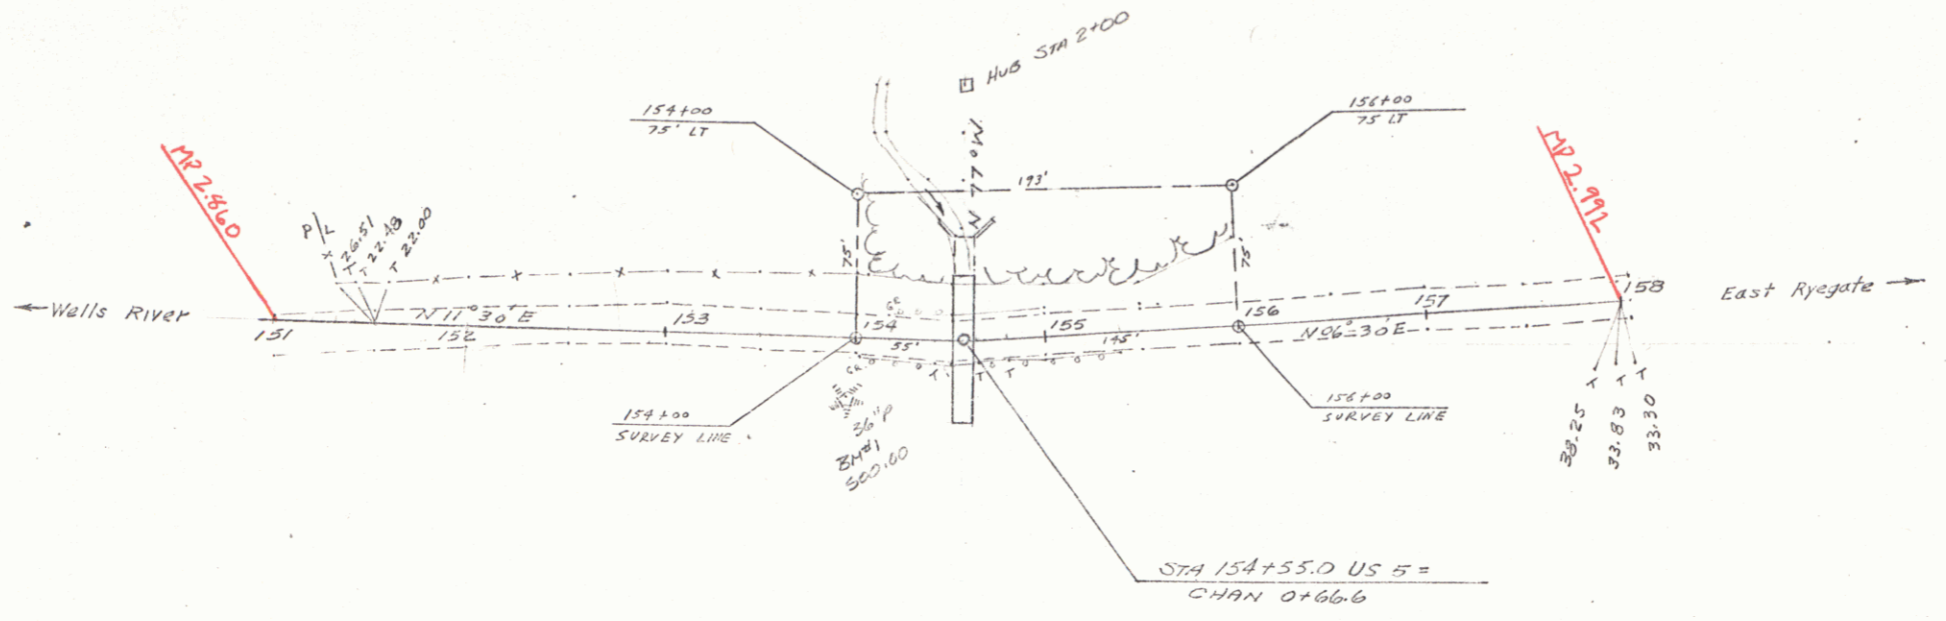 HUB STA 2+00
154+00
75' LT
156+00
75 LT
MP 2.860
MP 2.992
N 77° W
193'
P/L
26.51
22.48
22.00
75'
75'
←Wells River
East Ryegate→
N 11° 30' E
N 06° 30' E
151
152
153
154
155
156
157
158
55'
145'
GR
GR
T T T
T T T
T T T
154+00
SURVEY LINE
36" P
BM#1
500.00
156+00
SURVEY LINE
38.25
33.83
33.30
STA 154+55.0 US 5 =
CHAN 0+66.6